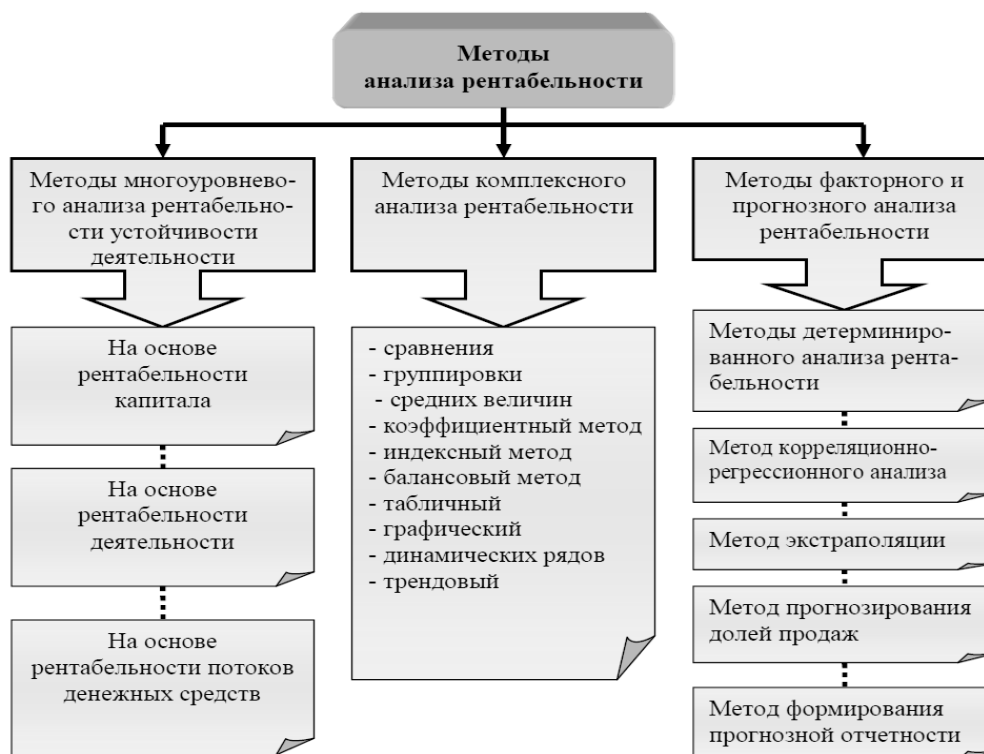 Методы
анализа рентабельности
Методы многоуровнево-
го анализа рентабельно-
сти устойчивости
деятельности
На основе
рентабельности
капитала
На основе
рентабельности
деятельности
На основе
рентабельности потоков
денежных средств
Методы комплексного
анализа рентабельности
- сравнения
- группировки
- средних величин
- коэффициентный метод
- индексный метод
- балансовый метод
- табличный
- графический
- динамических рядов
- трендовый
Методы факторного и
прогнозного анализа
рентабельности
Методы детерминиро-
ванного анализа рента-
бельности
Метод корреляционно-
регрессионного анализа
Метод экстраполяции
Метод прогнозирования
долей продаж
Метод формирования
прогнозной отчетности